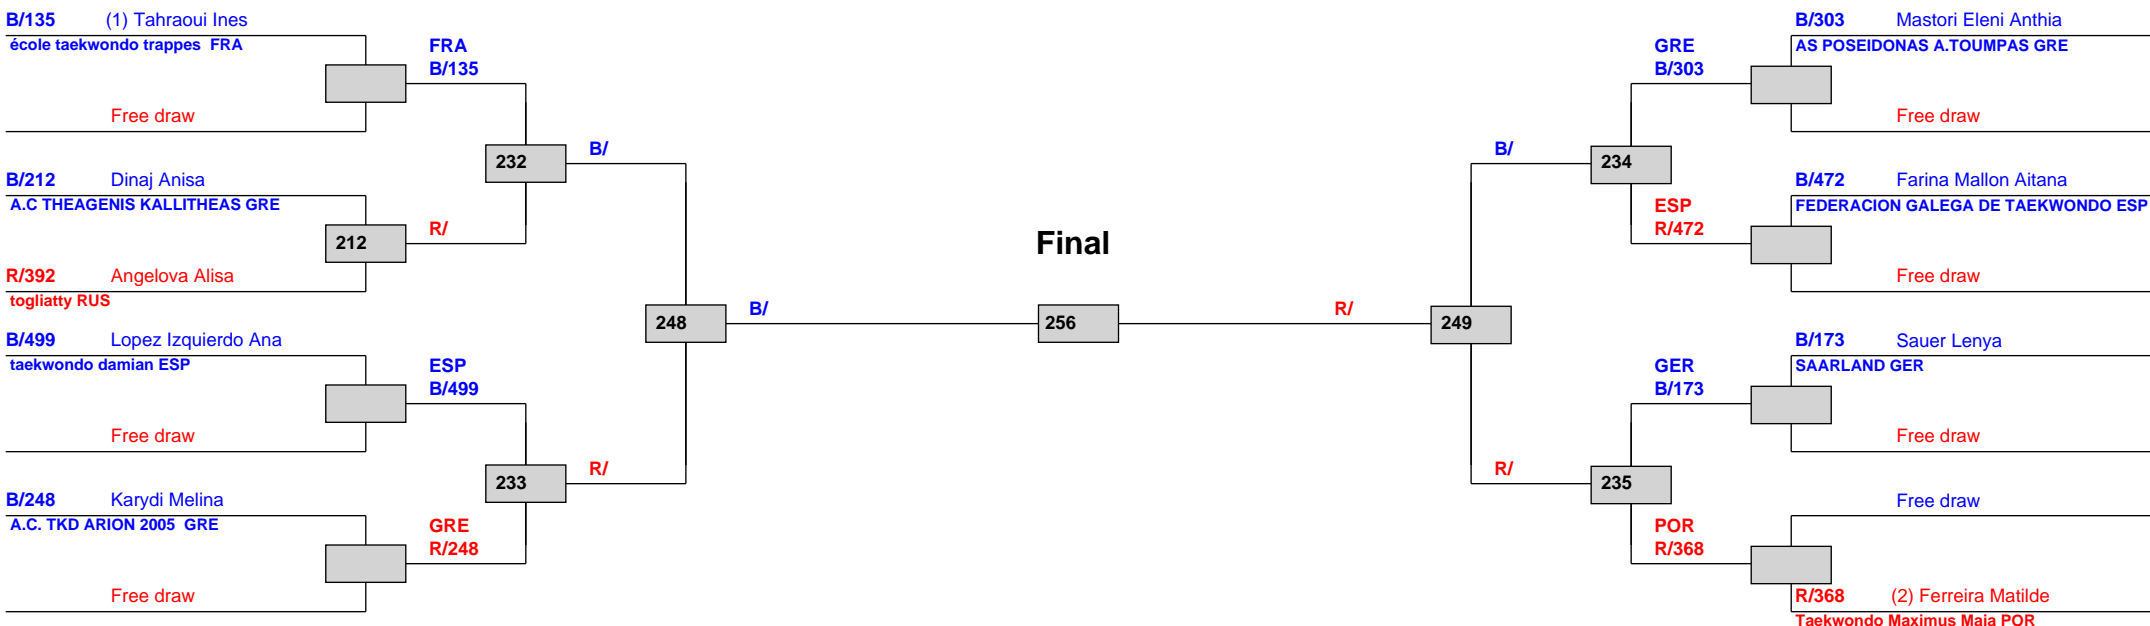 B/135 (1) Tahraoui Ines
école taekwondo trappes FRA
Free draw
B/212 Dinaj Anisa
A.C THEAGENIS KALLITHEAS GRE
R/392 Angelova Alisa
togliatty RUS
B/499 Lopez Izquierdo Ana
taekwondo damian ESP
Free draw
B/248 Karydi Melina
A.C. TKD ARION 2005 GRE
Free draw
FRA
B/135
212
R/
ESP
B/499
GRE
R/248
232
B/
233
R/
248
B/
Final
256
R/
249
B/
234
R/
235
GRE
B/303
ESP
R/472
GER
B/173
POR
R/368
B/303 Mastori Eleni Anthia
AS POSEIDONAS A.TOUMPAS GRE
Free draw
B/472 Farina Mallon Aitana
FEDERACION GALEGA DE TAEKWONDO ESP
Free draw
B/173 Sauer Lenya
SAARLAND GER
Free draw
Free draw
R/368 (2) Ferreira Matilde
Taekwondo Maximus Maia POR